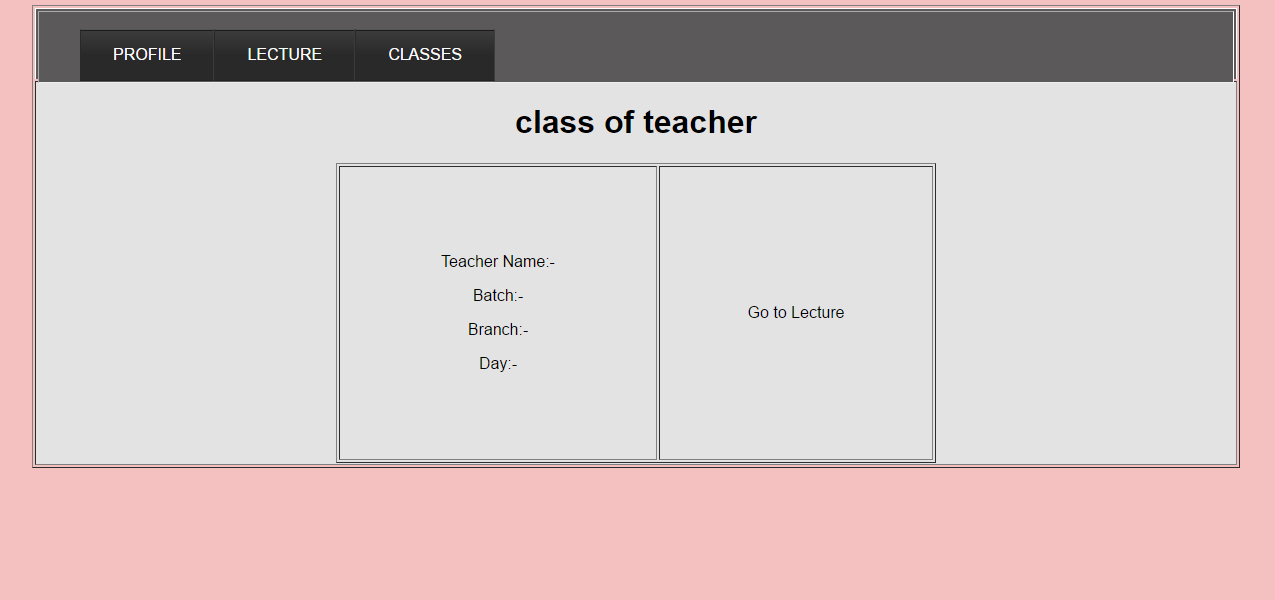 PROFILE LECTURE CLASSES
class of teacher
Teacher Name:-
Batch:-
Branch:-
Day:-
Go to Lecture